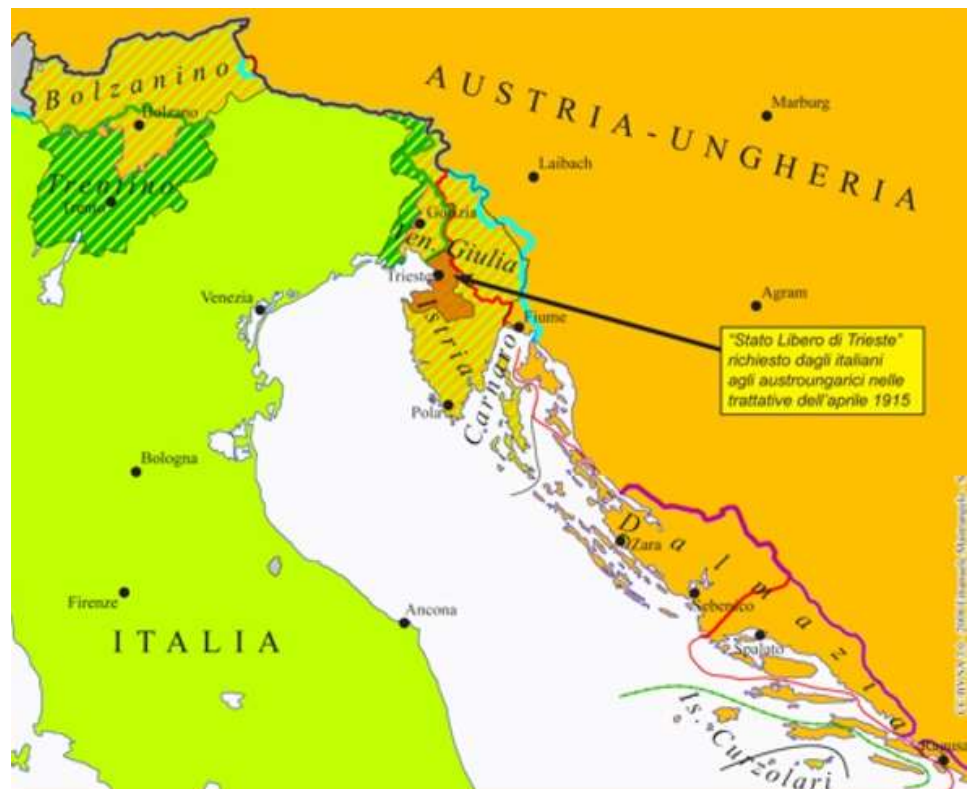 AUSTRIA-UNGHERIA
Bolzanino
Bolzano
Marburg
Trentino
Trento
Laibach
Gorizia
Ven. Giulia
Trieste
Venezia
Agram
Fiume
Istria
"Stato Libero di Trieste"
richiesto dagli italiani
agli austroungarici nelle
trattative dell'aprile 1915
Pola
Carnaro
Bologna
Dalmazia
Zara
Firenze
Ancona
Sebenico
ITALIA
Spalato
Is. Curzolari
Ragusa